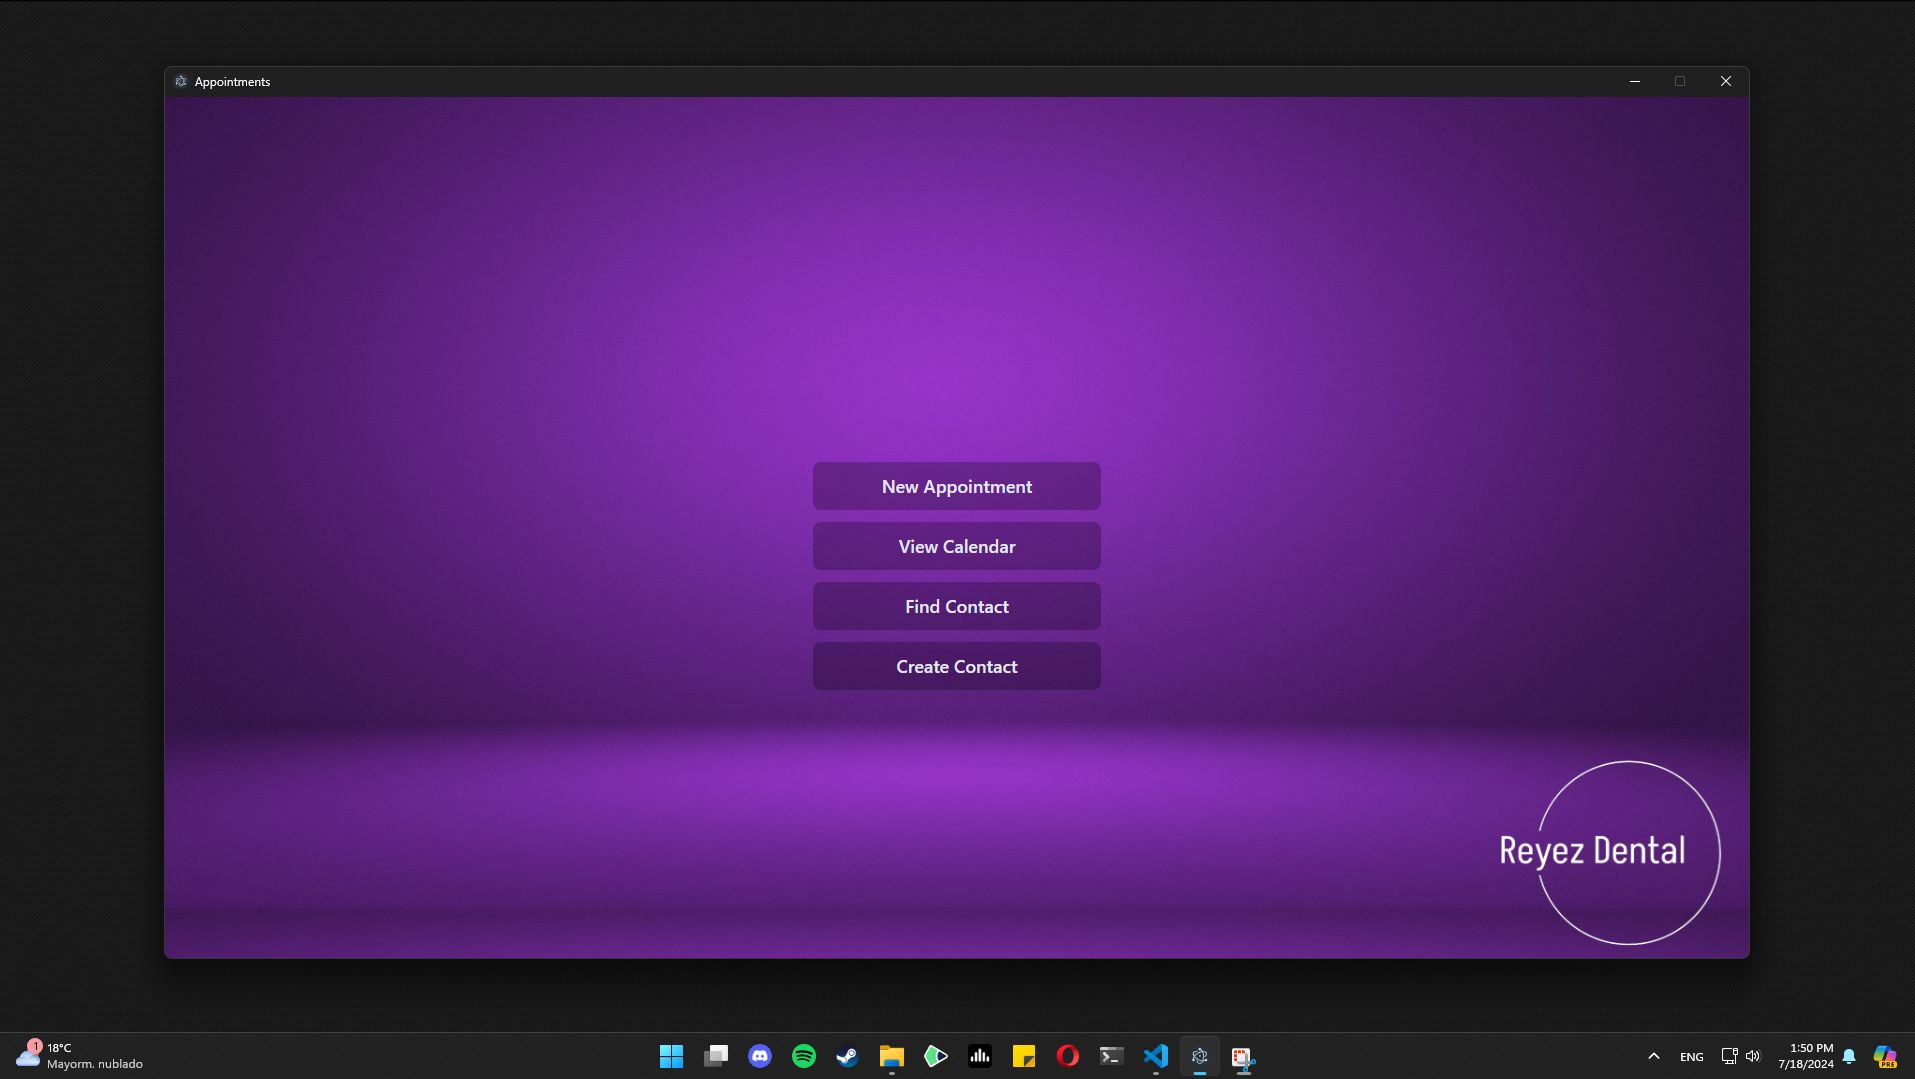 Appointments
New Appointment
View Calendar
Find Contact
Create Contact
Reyez Dental
1
18°C
Mayorm. nublado
ENG
1:50 PM
7/18/2024
PRE